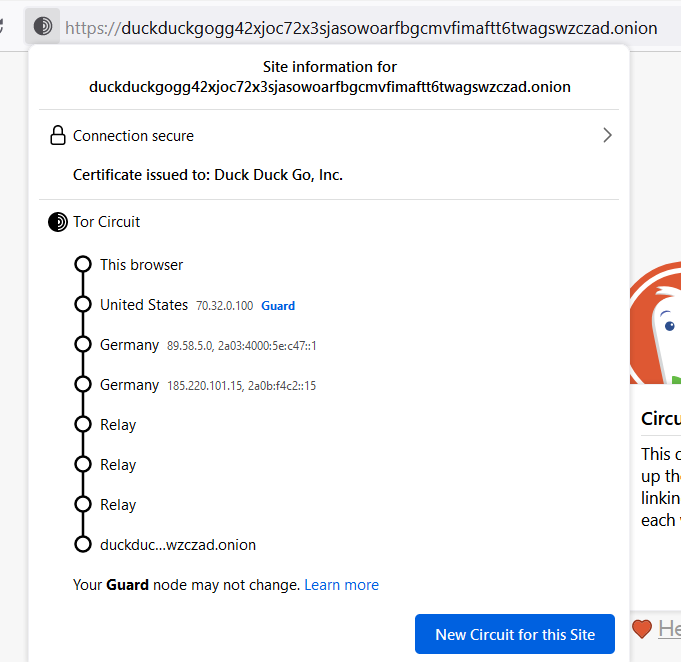 https://duckduckgogg42xjoc72x3sjasowoarfbgcmvfimaftt6twagswzczad.onion
Site information for
duckduckgogg42xjoc72x3sjasowoarfbgcmvfimaftt6twagswzczad.onion
Connection secure
Certificate issued to: Duck Duck Go, Inc.
Tor Circuit
This browser
United States 70.32.0.100 Guard
Germany 89.58.5.0, 2a03:4000:5e:c47::1
Germany 185.220.101.15, 2a0b:f4c2::15
Relay
Relay
Relay
duckduc...wzczad.onion
Your Guard node may not change. Learn more
New Circuit for this Site
Circu
This c
up the
linkin
each
He